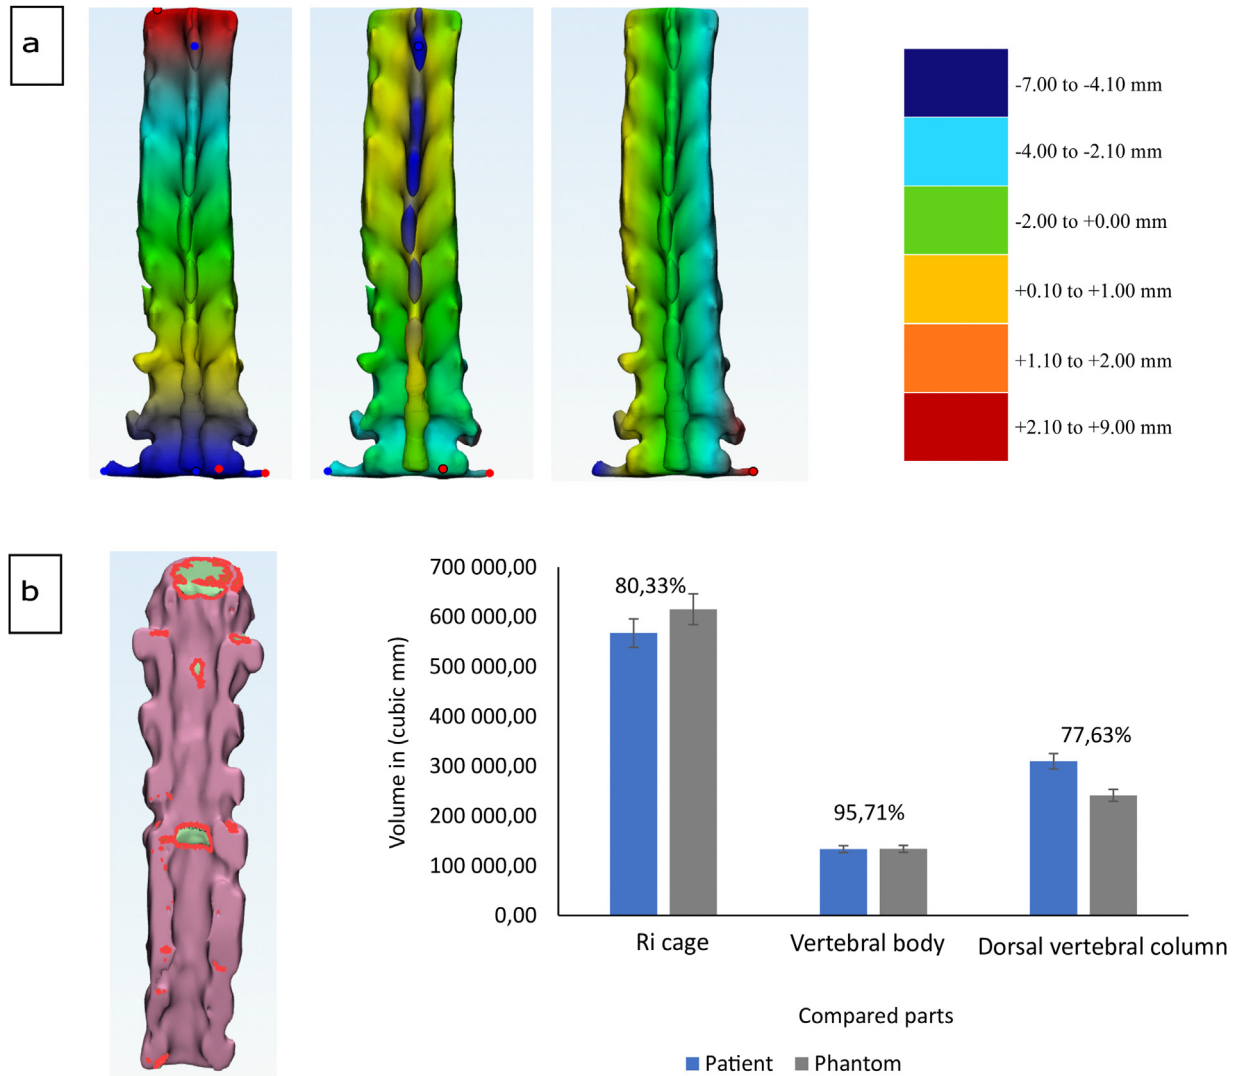 a
-7.00 to -4.10 mm
-4.00 to -2.10 mm
-2.00 to +0.00 mm
+0.10 to +1.00 mm
+1.10 to +2.00 mm
+2.10 to +9.00 mm
b
Volume in (cubic mm)
700 000,00
600 000,00
500 000,00
400 000,00
300 000,00
200 000,00
100 000,00
0,00
80,33%
95,71%
77,63%
Ri cage
Vertebral body
Dorsal vertebral column
Compared parts
Patient
Phantom